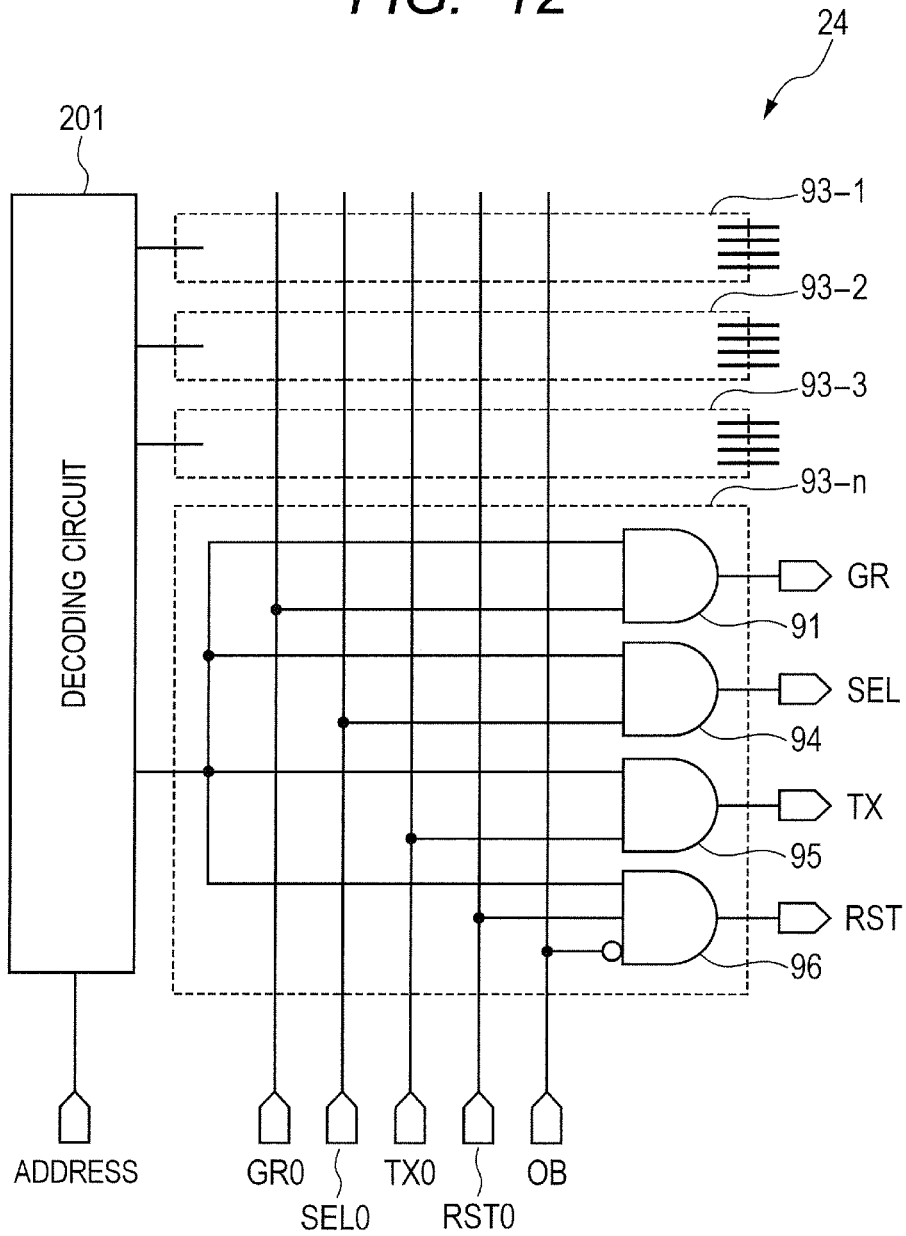 FIG. 12
24
201
93-1
93-2
93-3
93-n
DECODING CIRCUIT
GR
91
SEL
94
TX
95
RST
96
ADDRESS
GR0
SEL0
TX0
RST0
OB